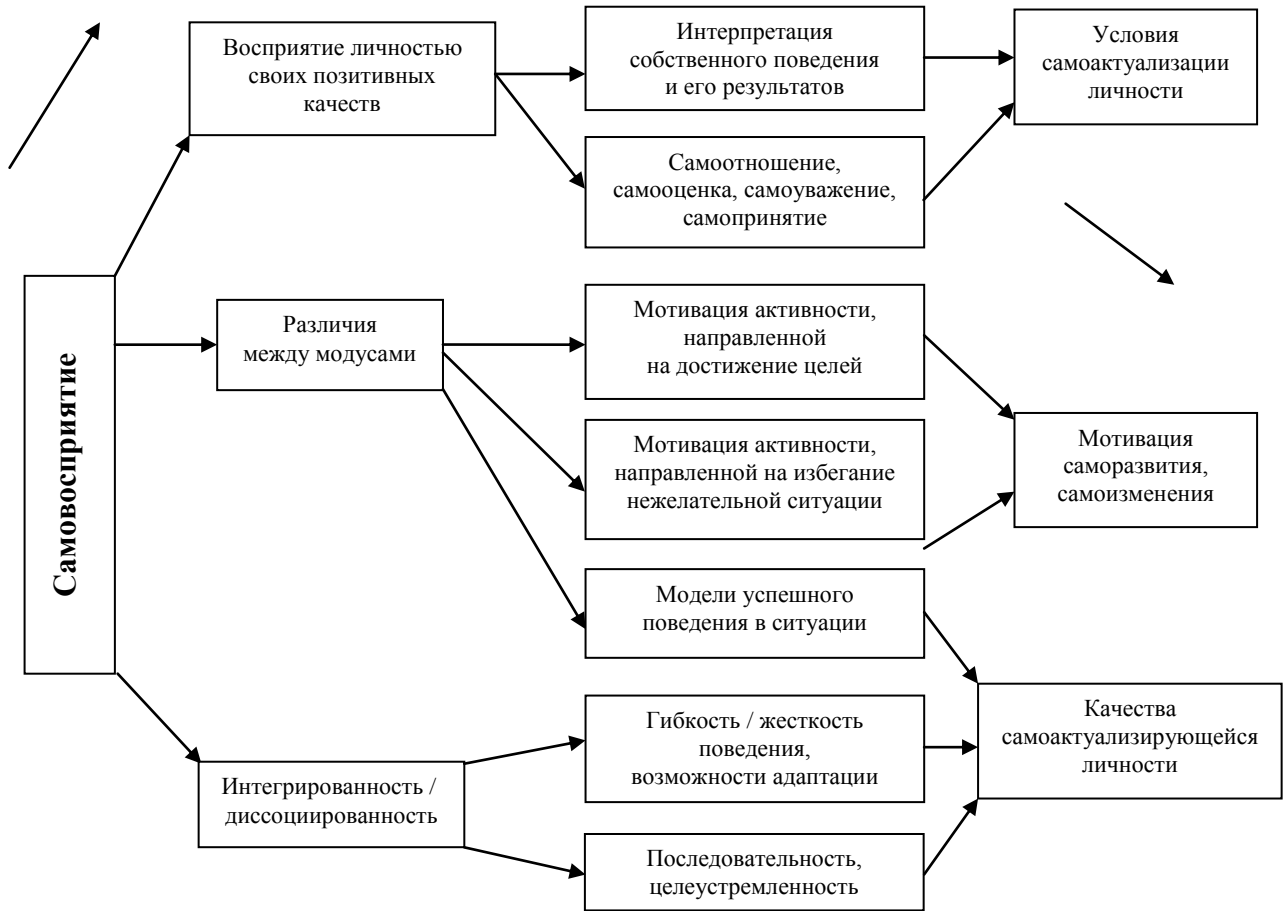 Самовосприятие
Восприятие личностью
своих позитивных
качеств
Интерпретация
собственного поведения
и его результатов
Условия
самоактуализации
личности
Самоотношение,
самооценка, самоуважение,
самопринятие
Различия
между модусами
Мотивация активности,
направленной
на достижение целей
Мотивация активности,
направленной на избегание
нежелательной ситуации
Мотивация
саморазвития,
самоизменения
Модели успешного
поведения в ситуации
Интегрированность /
диссоциированность
Гибкость / жесткость
поведения,
возможности адаптации
Последовательность,
целеустремленность
Качества
самоактуализирующейся
личности